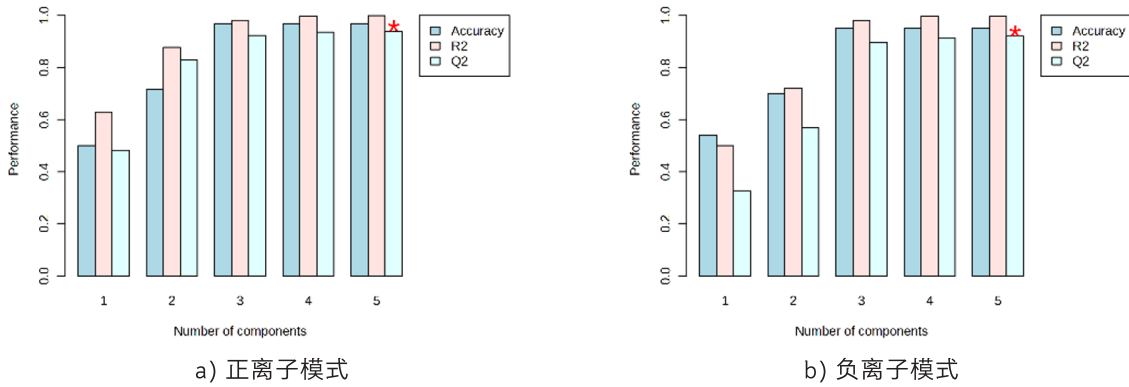 Performance
1.0
0.8
0.6
0.4
0.2
0.0
1 2 3 4 5
Number of components
Accuracy
R2
Q2
*
a) 正离子模式
Performance
1.0
0.8
0.6
0.4
0.2
0.0
1 2 3 4 5
Number of components
Accuracy
R2
Q2
*
b) 负离子模式